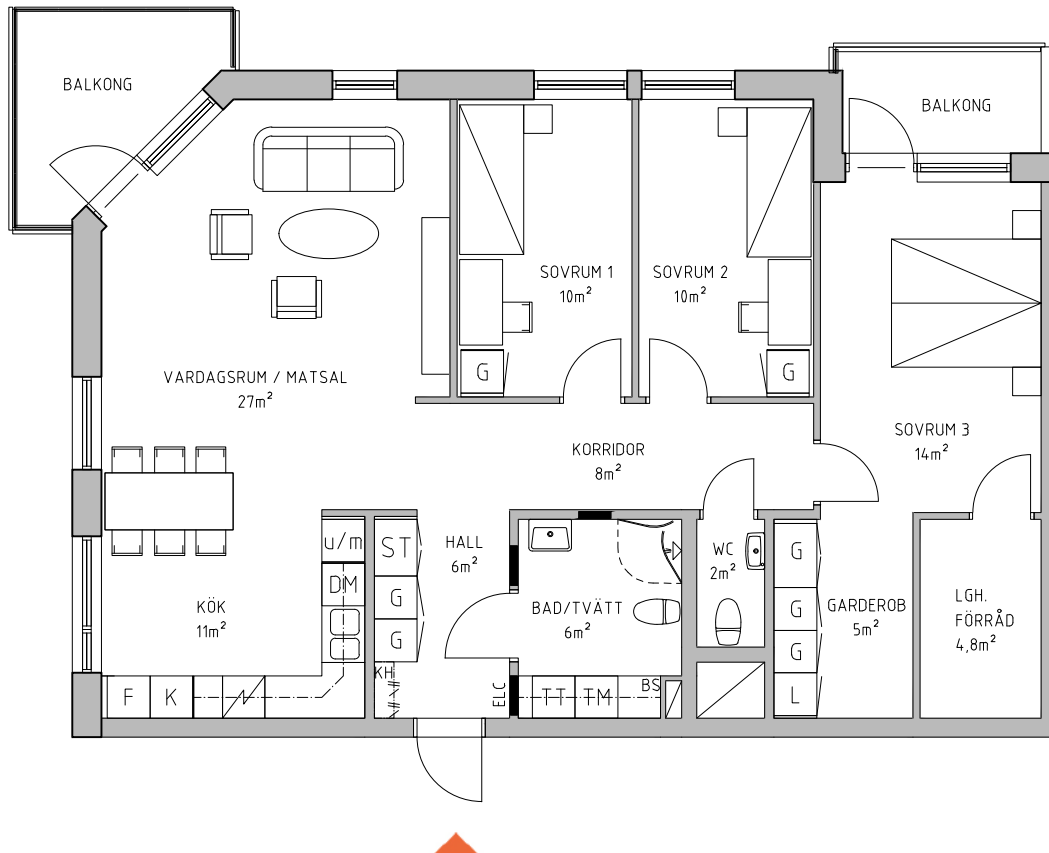 BALKONG
BALKONG
SOVRUM 1
10m²
SOVRUM 2
10m²
G
G
VARDAGSRUM / MATSAL
27m²
KORRIDOR
8m²
SOVRUM 3
14m²
u/m
DM
ST
G
G
KH
HALL
6m²
ELC
BAD/TVÄTT
6m²
WC
2m²
G
G
G
L
GARDEROB
5m²
LGH.
FÖRRÅD
4,8m²
KÖK
11m²
F
K
TT
TM
BS